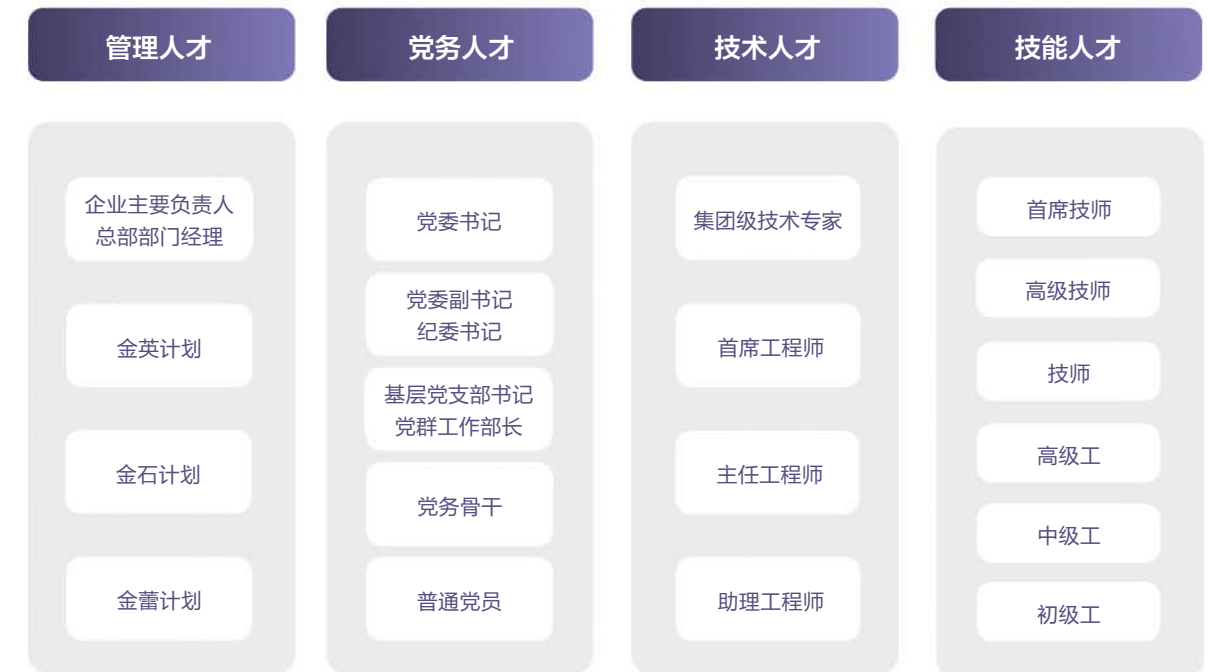 管理人才
企业主要负责人
总部部门经理
金英计划
金石计划
金蕾计划
党务人才
党委书记
党委副书记
纪委书记
基层党支部书记
党群工作部长
党务骨干
普通党员
技术人才
集团级技术专家
首席工程师
主任工程师
助理工程师
技能人才
首席技师
高级技师
技师
高级工
中级工
初级工